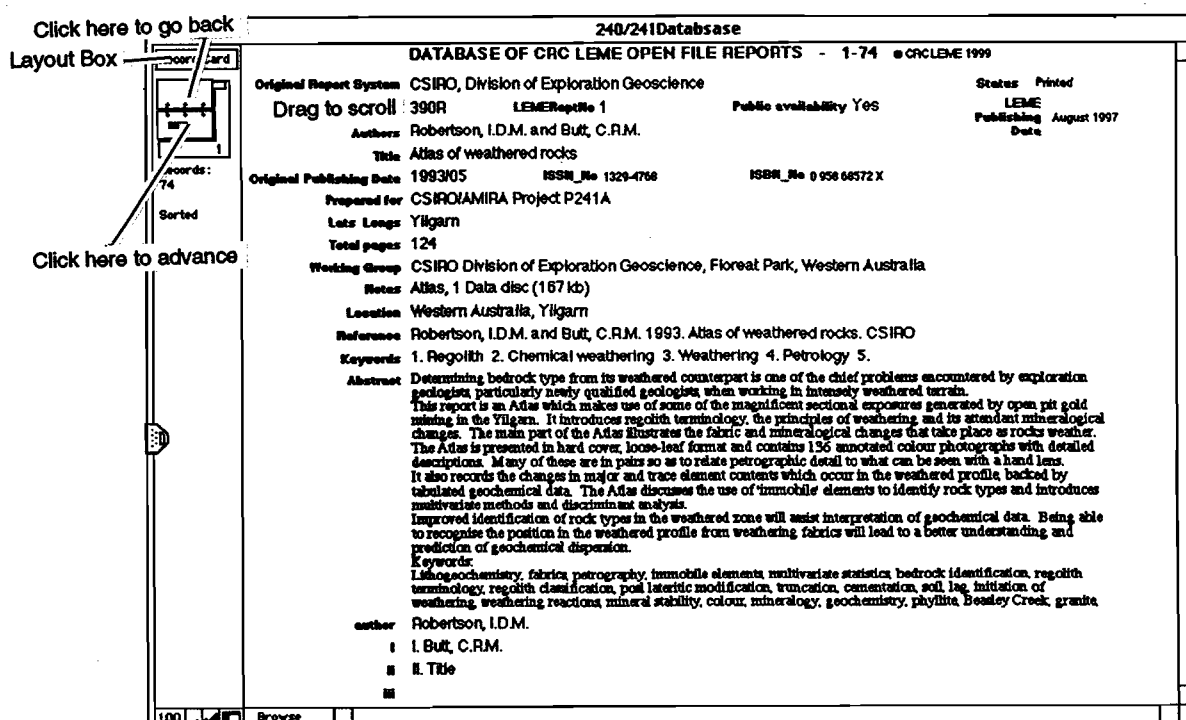 Click here to go back
240/241Databsase
Layout Box
DATABASE OF CRC LEME OPEN FILE REPORTS - 1-74 CRC LEME 1999
Original Report System CSIRO, Division of Exploration Geoscience Status Printed
Drag to scroll 390R LEMEReptNo 1 Public availability Yes LEME Publishing Date August 1997
Authors Robertson, I.D.M. and Butt, C.R.M.
Title Atlas of weathered rocks
1
Records: 74
Original Publishing Date 1993/05 ISSN_No 1329-4768 ISBN_No 0 958 68572 X
Prepared for CSIRO/AMIRA Project P241A
Sorted
Lats Longs Yilgarn
Total pages 124
Click here to advance
Working Group CSIRO Division of Exploration Geoscience, Floreat Park, Western Australia
Notes Atlas, 1 Data disc (167 kb)
Location Western Australia, Yilgarn
Reference Robertson, I.D.M. and Butt, C.R.M. 1993. Atlas of weathered rocks. CSIRO
Keywords 1. Regolith 2. Chemical weathering 3. Weathering 4. Petrology 5.
Abstract Determining bedrock type from its weathered counterpart is one of the chief problems encountered by exploration
geologists, particularly newly qualified geologists, when working in intensely weathered terrain.
This report is an Atlas which makes use of some of the magnificent sectional exposures generated by open pit gold
mining in the Yilgarn. It introduces regolith terminology, the principles of weathering and its attendant mineralogical
changes. The main part of the Atlas illustrates the fabric and mineralogical changes that take place as rocks weather.
The Atlas is presented in hard cover, loose-leaf format and contains 136 annotated colour photographs with detailed
descriptions. Many of these are in pairs so as to relate petrographic detail to what can be seen with a hand lens.
It also records the changes in major and trace element contents which occur in the weathered profile, backed by
tabulated geochemical data. The Atlas discusses the use of 'immobile' elements to identify rock types and introduces
multivariate methods and discriminant analysis.
Improved identification of rock types in the weathered zone will assist interpretation of geochemical data. Being able
to recognise the position in the weathered profile from weathering fabrics will lead to a better understanding and
prediction of geochemical dispersion.
Keywords:
Lithogeochemistry, fabrics, petrography, immobile elements, multivariate statistics, bedrock identification, regolith
terminology, regolith classification, post lateritic modification, truncation, cementation, soil, lag, initiation of
weathering, weathering reactions, mineral stability, colour, mineralogy, geochemistry, phyllite, Beasley Creek, granite,
author Robertson, I.D.M.
i I. Butt, C.R.M.
ii II. Title
iii
100 Browse